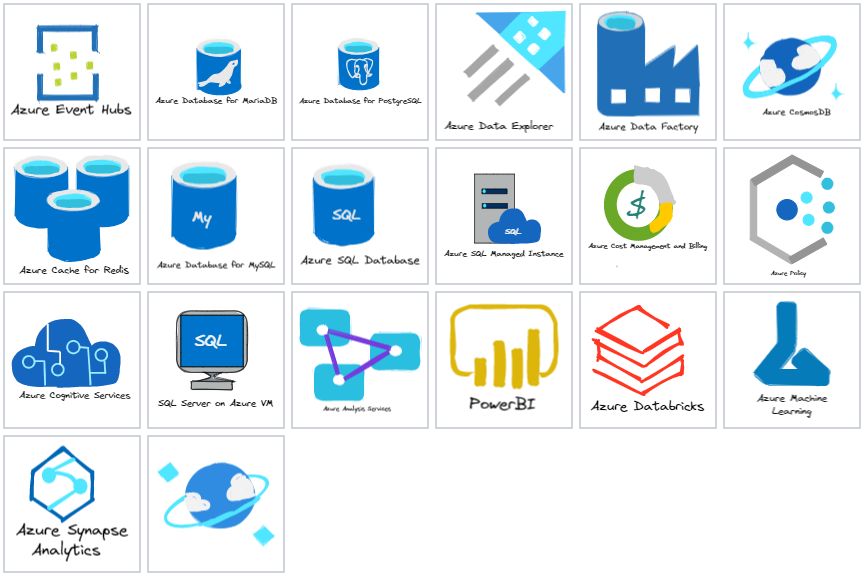 Azure Event Hubs
Azure Database for MariaDB
Azure Database for PostgreSQL
Azure Data Explorer
Azure Data Factory
Azure CosmosDB
Azure Cache for Redis
My
Azure Database for MySQL
SQL
Azure SQL Database
SQL
Azure SQL Managed Instance
$
Azure Cost Management and Billing
Azure Policy
Azure Cognitive Services
SQL
SQL Server on Azure VM
Azure Analysis Services
PowerBI
Azure Databricks
Azure Machine
Learning
Azure Synapse
Analytics